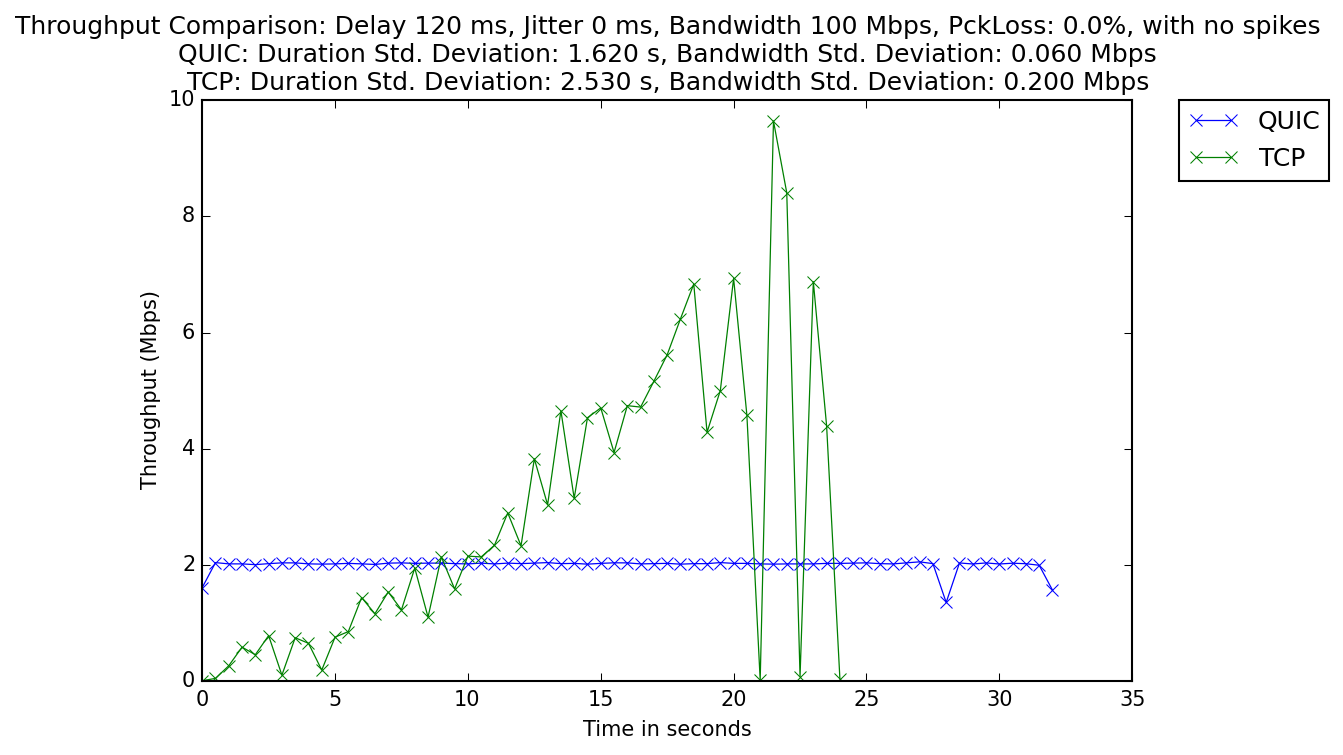 Throughput Comparison: Delay 120 ms, Jitter 0 ms, Bandwidth 100 Mbps, PckLoss: 0.0%, with no spikes
QUIC: Duration Std. Deviation: 1.620 s, Bandwidth Std. Deviation: 0.060 Mbps
TCP: Duration Std. Deviation: 2.530 s, Bandwidth Std. Deviation: 0.200 Mbps
QUIC
TCP
Throughput (Mbps)
10
8
6
4
2
0
0 5 10 15 20 25 30 35
Time in seconds